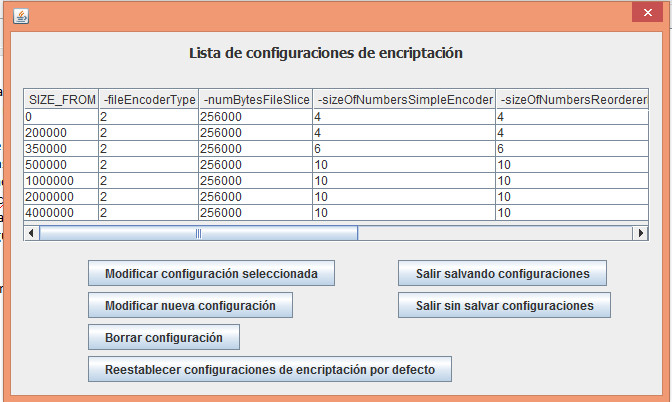 Lista de configuraciones de encriptación
SIZE_FROM -fileEncoderType -numBytesFileSlice -sizeOfNumbersSimpleEncoder -sizeOfNumbersReorderer
0 2 256000 4 4
200000 2 256000 4 4
350000 2 256000 6 6
500000 2 256000 10 10
1000000 2 256000 10 10
2000000 2 256000 10 10
4000000 2 256000 10 10
Modificar configuración seleccionada Salir salvando configuraciones
Modificar nueva configuración Salir sin salvar configuraciones
Borrar configuración
Reestablecer configuraciones de encriptación por defecto